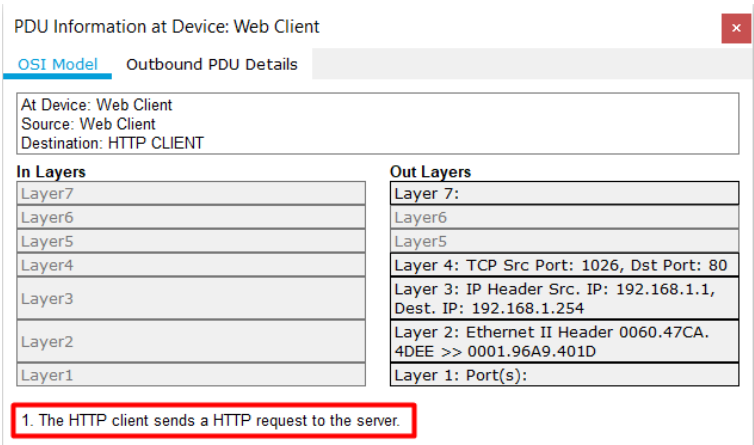 PDU Information at Device: Web Client
×
OSI Model Outbound PDU Details
At Device: Web Client
Source: Web Client
Destination: HTTP CLIENT
In Layers
Layer7
Layer6
Layer5
Layer4
Layer3
Layer2
Layer1
Out Layers
Layer 7:
Layer6
Layer5
Layer 4: TCP Src Port: 1026, Dst Port: 80
Layer 3: IP Header Src. IP: 192.168.1.1,
Dest. IP: 192.168.1.254
Layer 2: Ethernet II Header 0060.47CA.
4DEE >> 0001.96A9.401D
Layer 1: Port(s):
1. The HTTP client sends a HTTP request to the server.